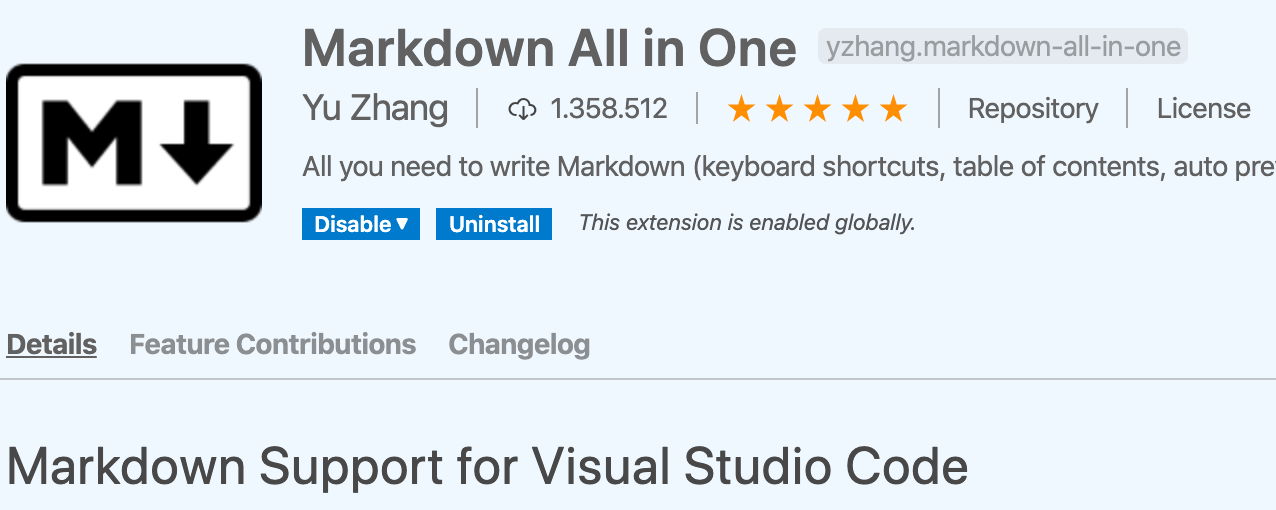 Markdown All in One yzhang.markdown-all-in-one
M
Yu Zhang 1.358.512 Repository License
All you need to write Markdown (keyboard shortcuts, table of contents, auto pre
Disable Uninstall This extension is enabled globally.
Details Feature Contributions Changelog
Markdown Support for Visual Studio Code